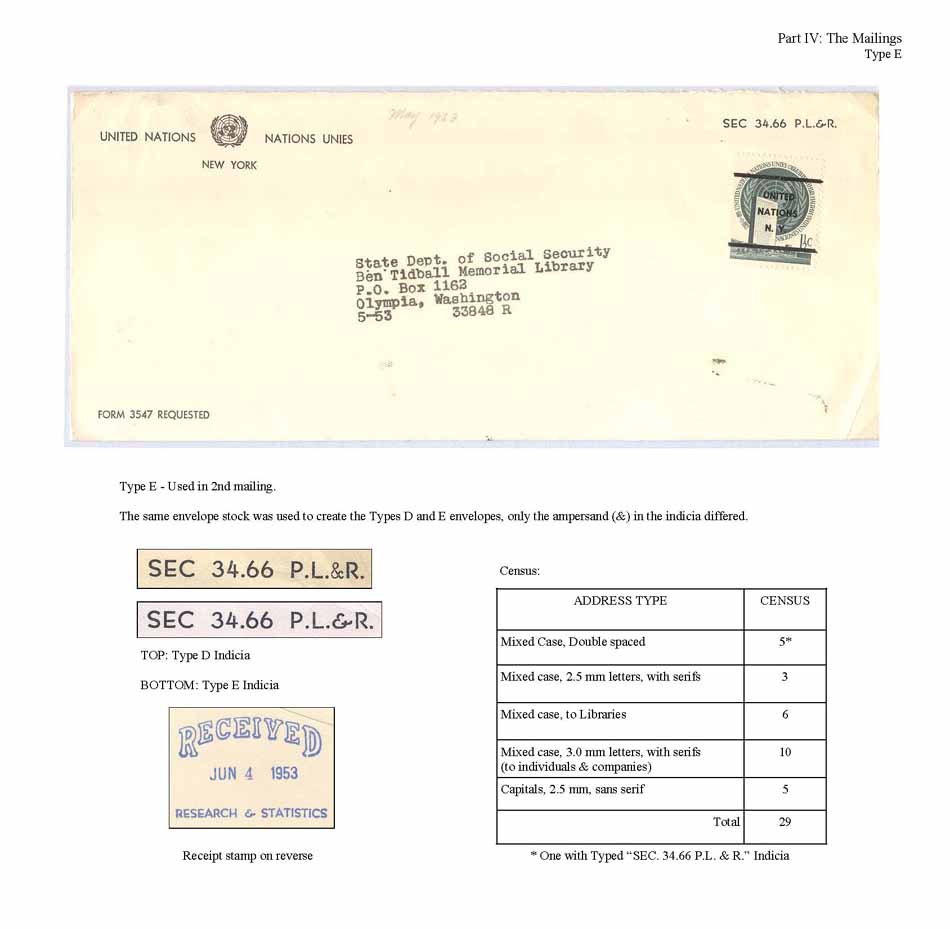 Part IV: The Mailings
Type E
May 1953
SEC 34.66 P.L.&R.
UNITED NATIONS
NATIONS UNIES
NEW YORK
UNITED
NATIONS
N. Y.
1½c
State Dept. of Social Security
Ben Tidball Memorial Library
P.O. Box 1162
Olympia, Washington
5-53 33848 R
FORM 3547 REQUESTED
Type E - Used in 2nd mailing.
The same envelope stock was used to create the Types D and E envelopes, only the ampersand (&) in the indicia differed.
SEC 34.66 P.L.&R.
SEC 34.66 P.L.&R.
TOP: Type D Indicia
BOTTOM: Type E Indicia
RECEIVED
JUN 4 1953
RESEARCH & STATISTICS
Receipt stamp on reverse
Census:
ADDRESS TYPE CENSUS
Mixed Case, Double spaced 5*
Mixed case, 2.5 mm letters, with serifs 3
Mixed case, to Libraries 6
Mixed case, 3.0 mm letters, with serifs 10
(to individuals & companies)
Capitals, 2.5 mm, sans serif 5
Total 29
* One with Typed “SEC. 34.66 P.L. & R.” Indicia